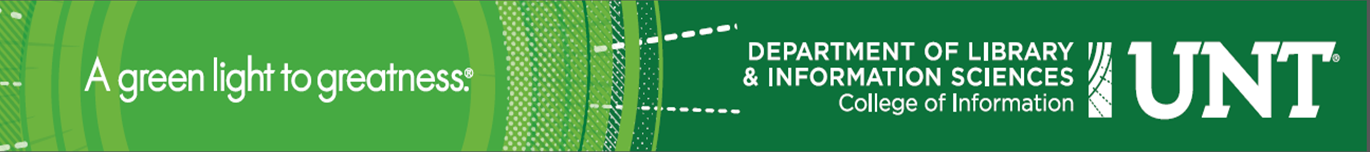 A green light to greatness.®
DEPARTMENT OF LIBRARY
& INFORMATION SCIENCES
College of Information
UNT®